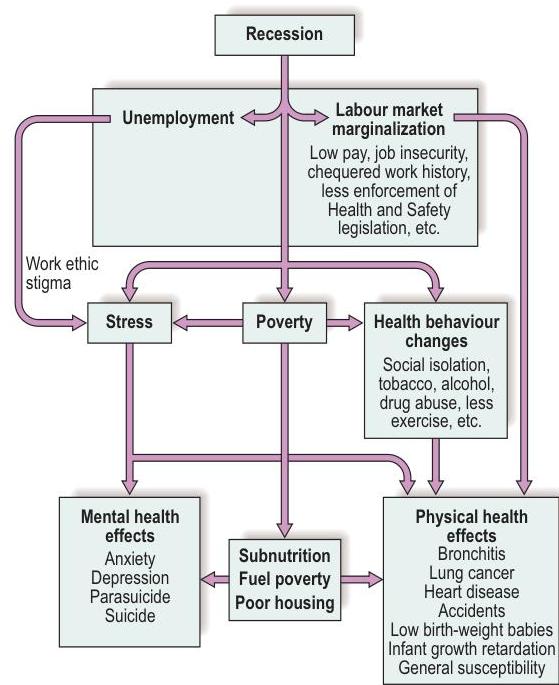 Recession
Unemployment
Labour market
marginalization
Low pay, job insecurity,
chequered work history,
less enforcement of
Health and Safety
legislation, etc.
Work ethic
stigma
Stress
Poverty
Health behaviour
changes
Social isolation,
tobacco, alcohol,
drug abuse, less
exercise, etc.
Mental health
effects
Anxiety
Depression
Parasuicide
Suicide
Subnutrition
Fuel poverty
Poor housing
Physical health
effects
Bronchitis
Lung cancer
Heart disease
Accidents
Low birth-weight babies
Infant growth retardation
General susceptibility